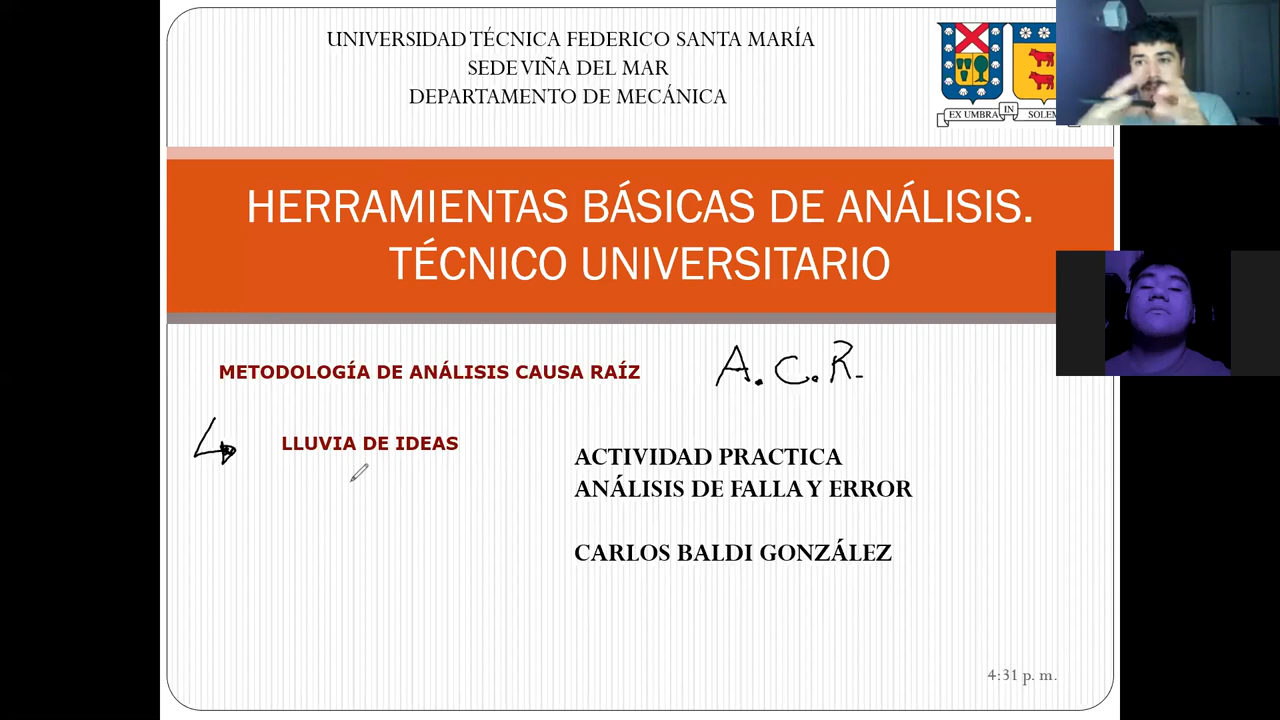 UNIVERSIDAD TÉCNICA FEDERICO SANTA MARÍA
SEDE VIÑA DEL MAR
DEPARTAMENTO DE MECÁNICA
EX UMBRA IN SOLEM
HERRAMIENTAS BÁSICAS DE ANÁLISIS.
TÉCNICO UNIVERSITARIO
METODOLOGÍA DE ANÁLISIS CAUSA RAÍZ
A.C.R.
LLUVIA DE IDEAS
ACTIVIDAD PRACTICA
ANÁLISIS DE FALLA Y ERROR
CARLOS BALDI GONZÁLEZ
4:31 p. m.